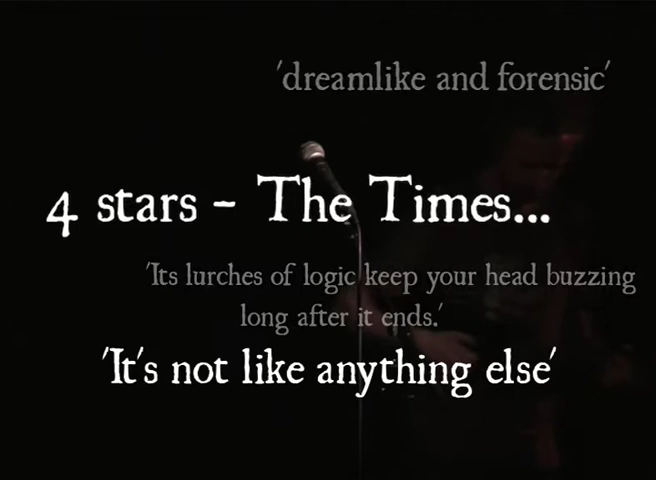 'dreamlike and forensic'
4 stars - The Times...
'Its lurches of logic keep your head buzzing
long after it ends.'
'It's not like anything else'